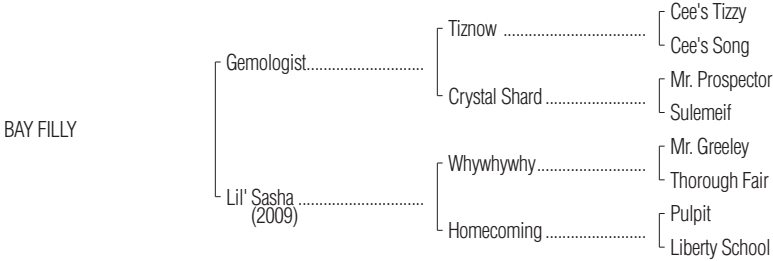 Cee's Tizzy
Tiznow ................................
Cee's Song
Gemologist...........................
Mr. Prospector
Crystal Shard .......................
Sulemeif
BAY FILLY
Mr. Greeley
Whywhywhy.........................
Thorough Fair
Lil' Sasha ............................
(2009)
Pulpit
Homecoming .......................
Liberty School